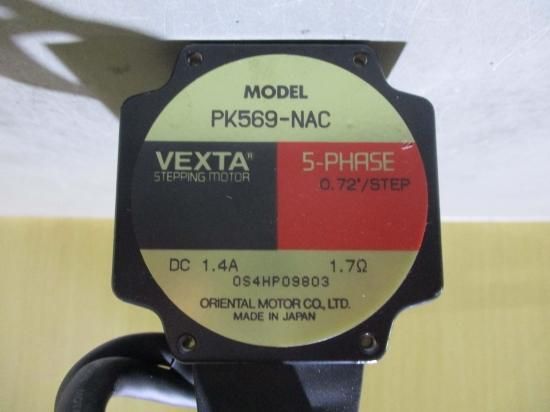 MODEL
PK569-NAC
VEXTA®
STEPPING MOTOR
5-PHASE
0.72°/STEP
DC 1.4A 1.7Ω
0S4HP09803
ORIENTAL MOTOR CO., LTD.
MADE IN JAPAN